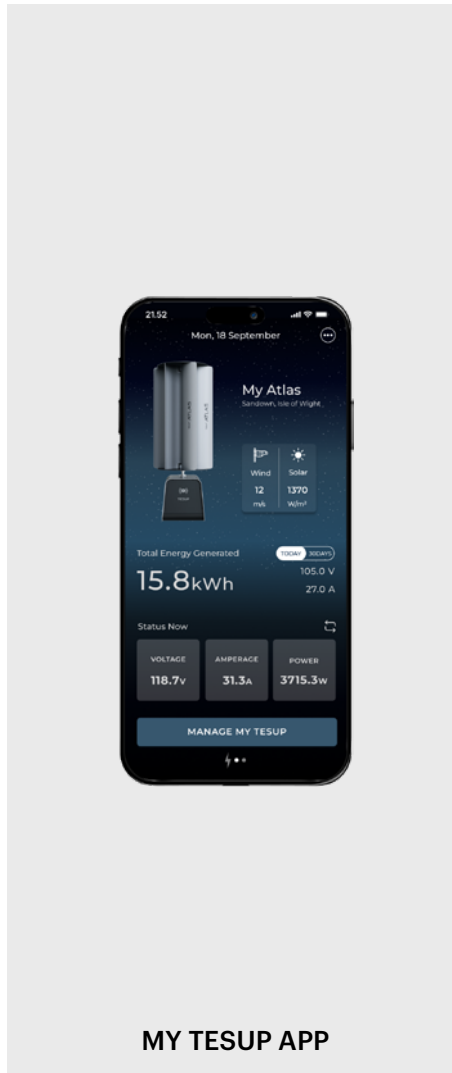 21.52
Mon, 18 September
My Atlas
Sandown, Isle of Wight
Wind
Solar
12
1370
m/s
W/m²
Total Energy Generated
TODAY 30DAYS
15.8kWh
105.0 V
27.0 A
Status Now
VOLTAGE
AMPERAGE
POWER
118.7v
31.3A
3715.3w
MANAGE MY TESUP
MY TESUP APP